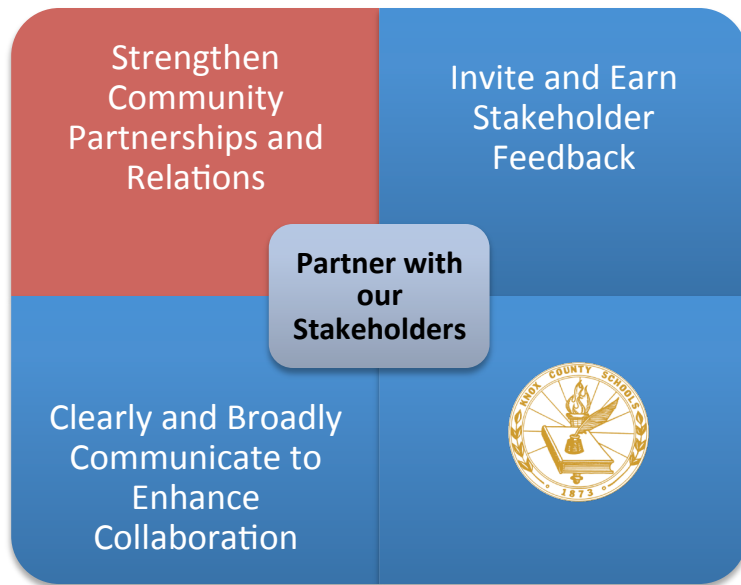 Strengthen
Community
Partnerships and
Relations
Invite and Earn
Stakeholder
Feedback
Partner with
our
Stakeholders
Clearly and Broadly
Communicate to
Enhance
Collaboration
KNOX COUNTY SCHOOLS
· 1873 ·